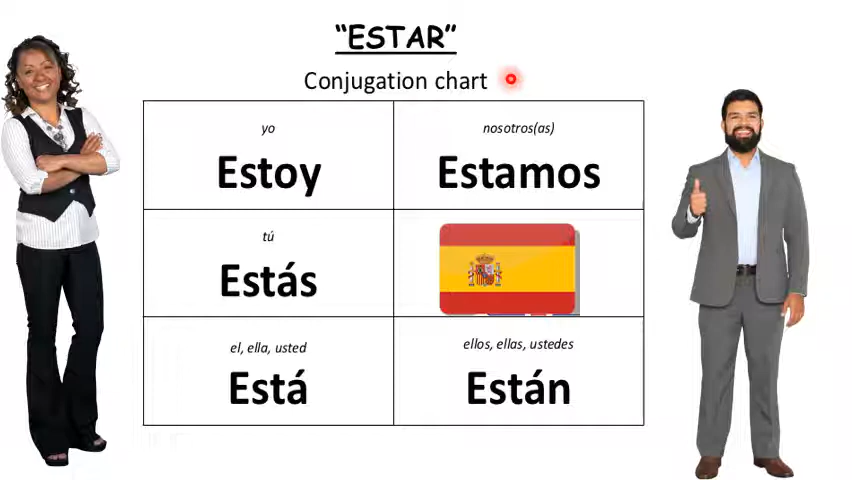 “ESTAR”
Conjugation chart
yo
Estoy
nosotros(as)
Estamos
tú
Estás
el, ella, usted
Está
ellos, ellas, ustedes
Están